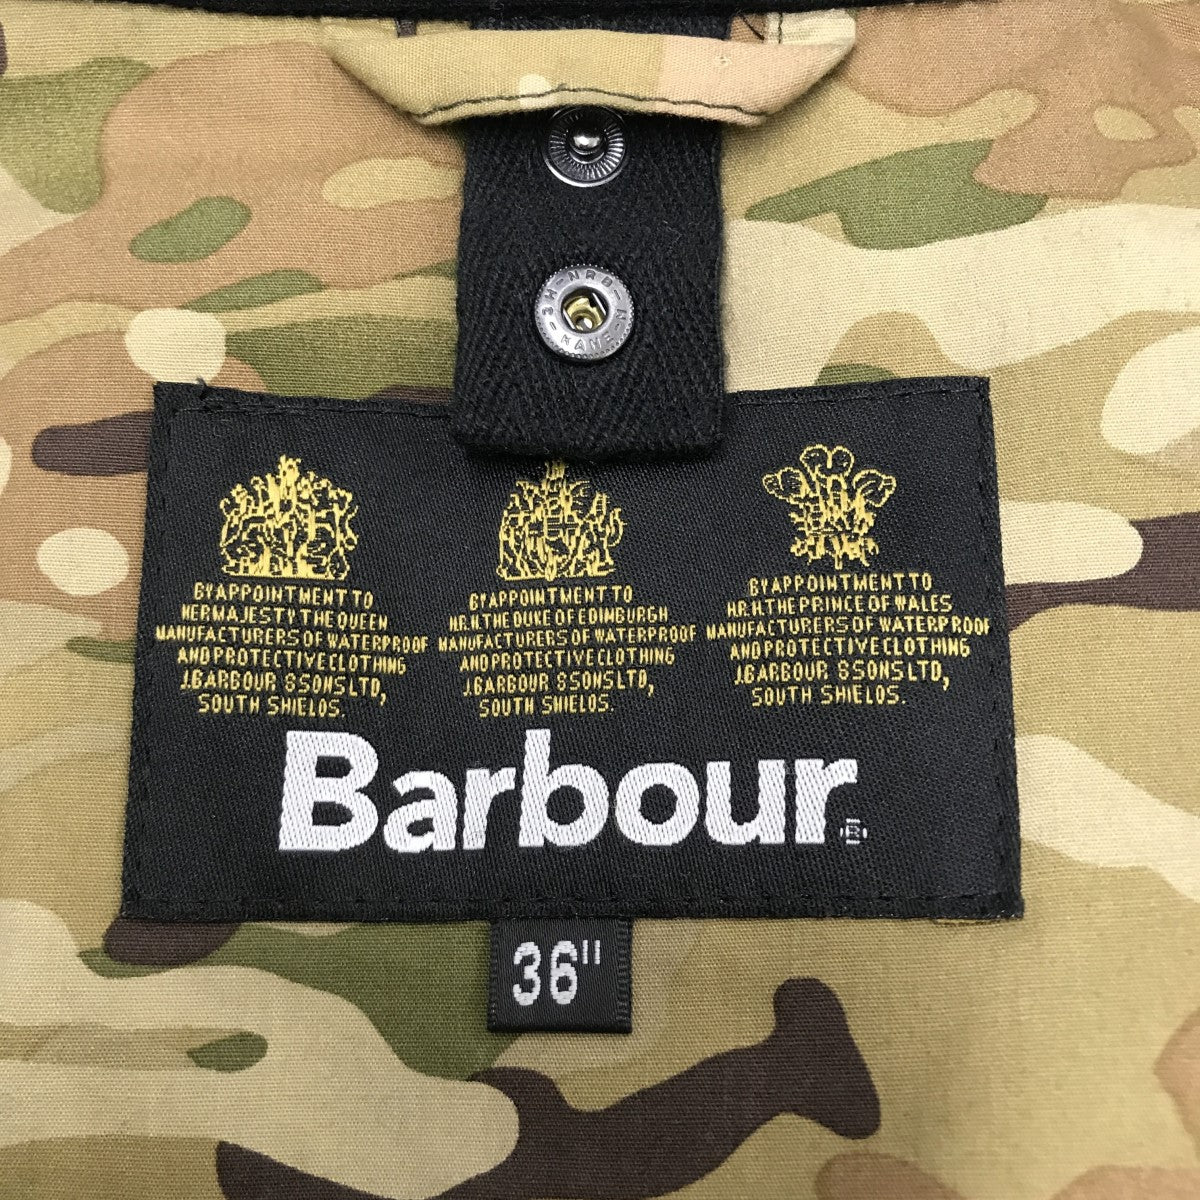 BY APPOINTMENT TO
HER MAJESTY THE QUEEN
MANUFACTURERS OF WATERPROOF
AND PROTECTIVE CLOTHING
J.BARBOUR & SONS LTD,
SOUTH SHIELDS.
BY APPOINTMENT TO
H.R.H. THE DUKE OF EDINBURGH
MANUFACTURERS OF WATERPROOF
AND PROTECTIVE CLOTHING
J.BARBOUR & SONS LTD,
SOUTH SHIELDS.
BY APPOINTMENT TO
H.R.H. THE PRINCE OF WALES
MANUFACTURERS OF WATERPROOF
AND PROTECTIVE CLOTHING
J.BARBOUR & SONS LTD,
SOUTH SHIELDS.
Barbour®
36"